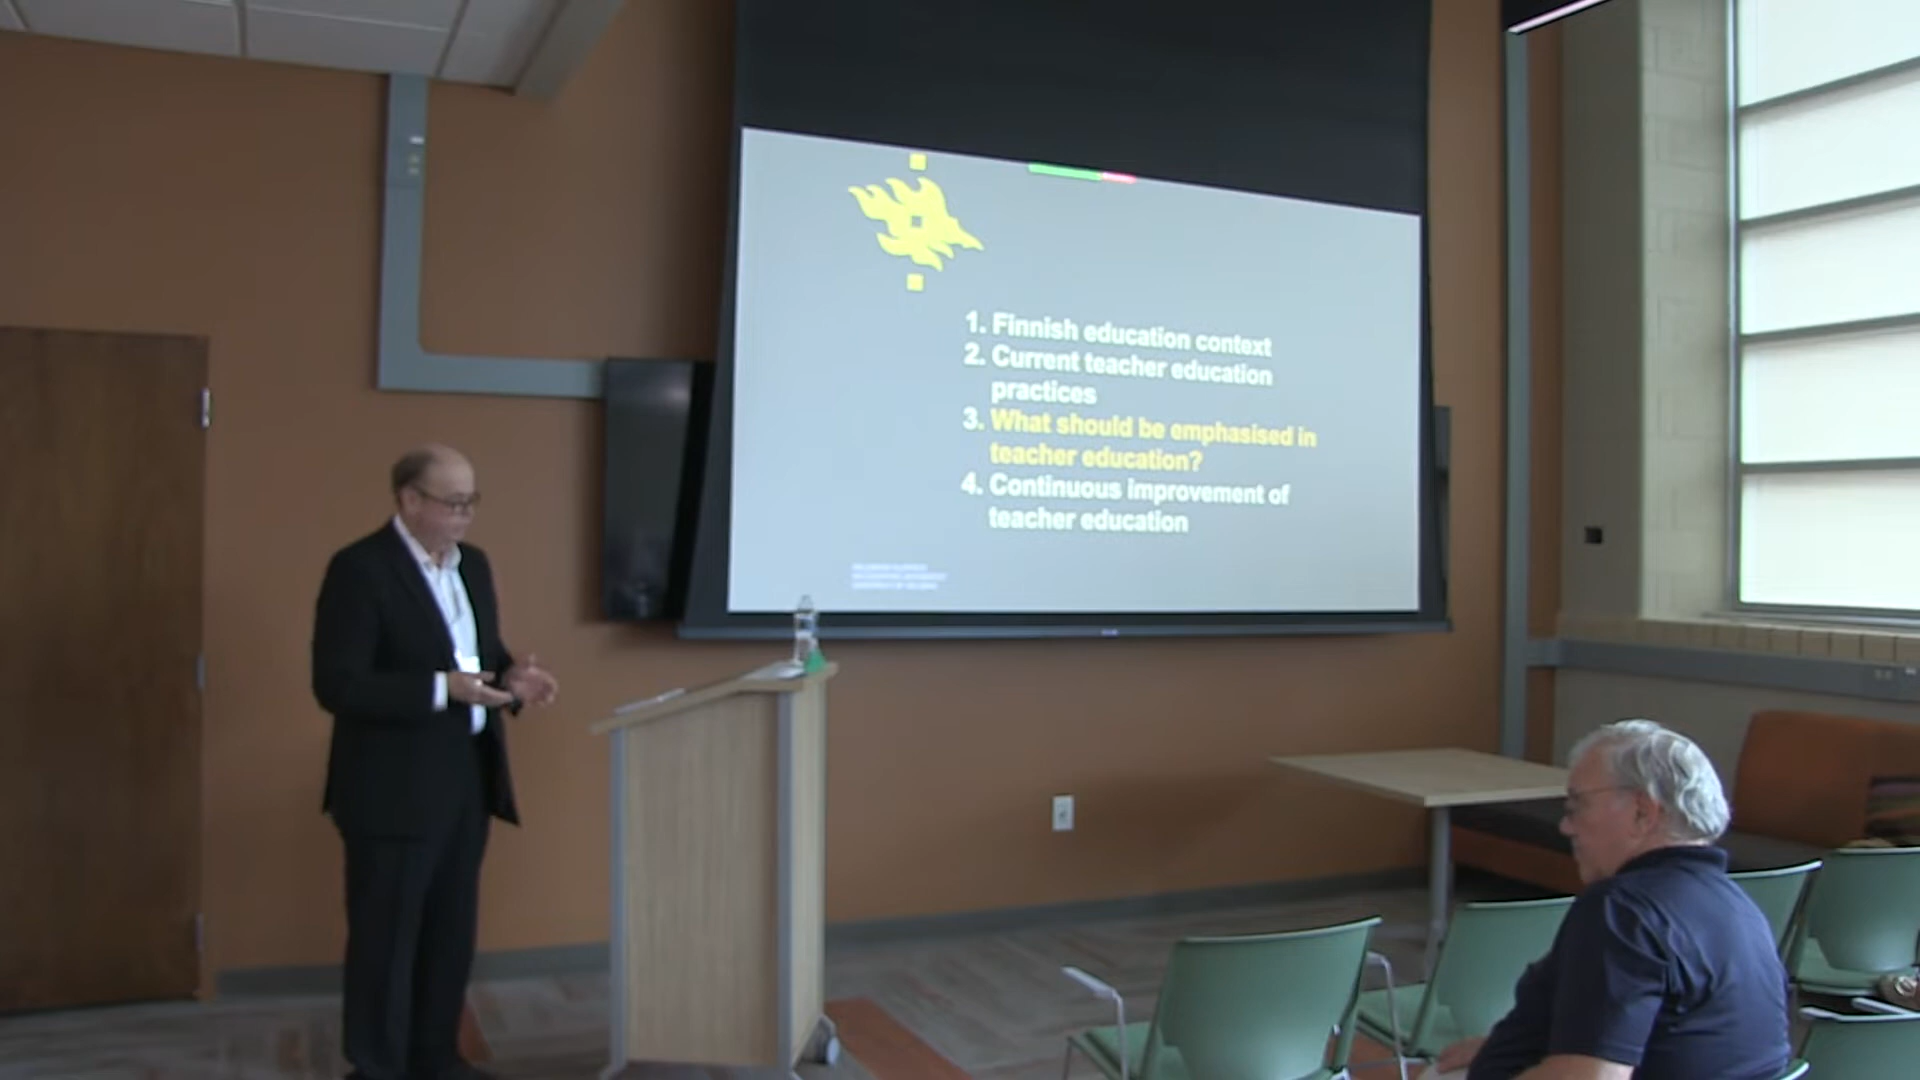 1. Finnish education context
2. Current teacher education
practices
3. What should be emphasised in
teacher education?
4. Continuous improvement of
teacher education